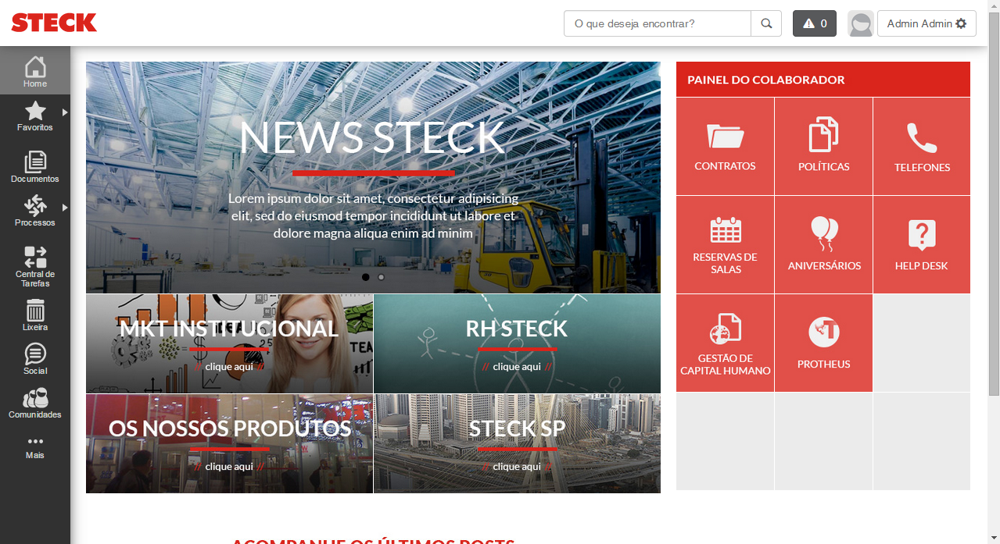 STECK
O que deseja encontrar?
0
Admin Admin
Home
Favoritos
Documentos
Processos
Central de
Tarefas
Lixeira
Social
Comunidades
Mais
NEWS STECK
Lorem ipsum dolor sit amet, consectetur adipisicing
elit, sed do eiusmod tempor incididunt ut labore et
dolore magna aliqua enim ad minim
MKT INSTITUCIONAL
// clique aqui //
IDEA
TEAM
RH STECK
// clique aqui //
OS NOSSOS PRODUTOS
// clique aqui //
STECK SP
// clique aqui //
PAINEL DO COLABORADOR
CONTRATOS
POLÍTICAS
TELEFONES
RESERVAS DE
SALAS
ANIVERSÁRIOS
HELP DESK
GESTÃO DE
CAPITAL HUMANO
PROTHEUS
ACOMPANHE OS ÚLTIMOS POSTS